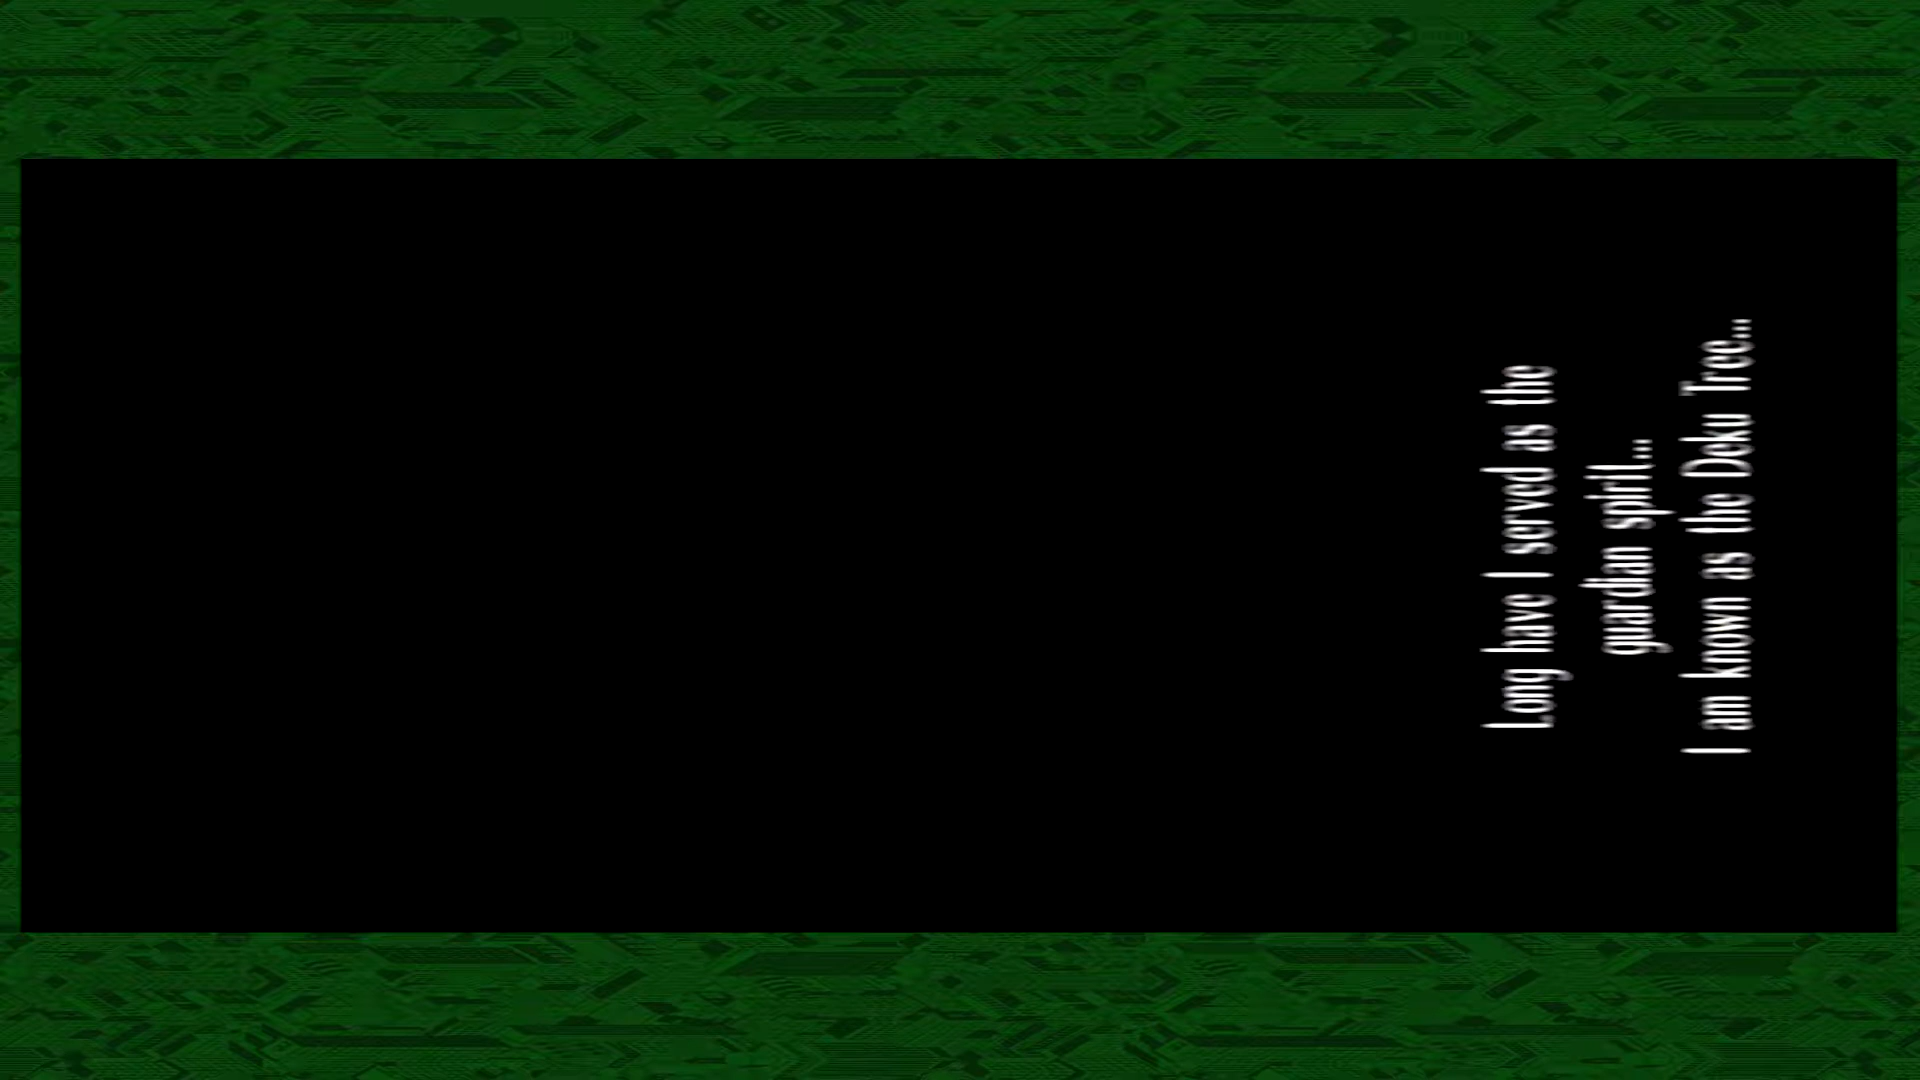 Long have I served as the
guardian spirit...
I am known as the Deku Tree...